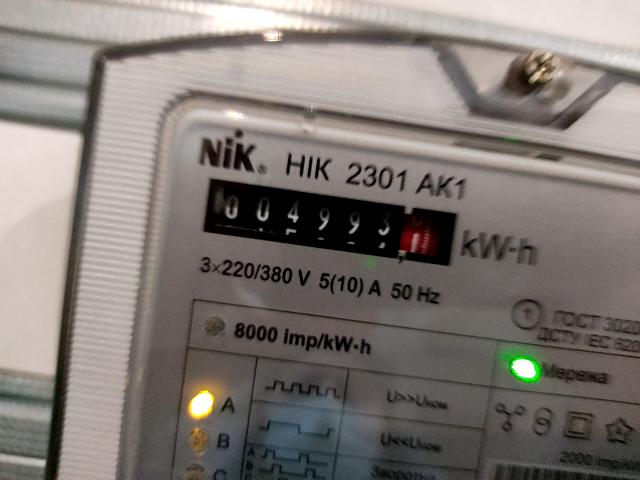 NiK® НІК 2301 АК1
004993 kW·h
3×220/380 V 5(10) A 50 Hz
8000 imp/kW·h
Мережа
A
U>>Uном
B
U<<Uном
A
B
C